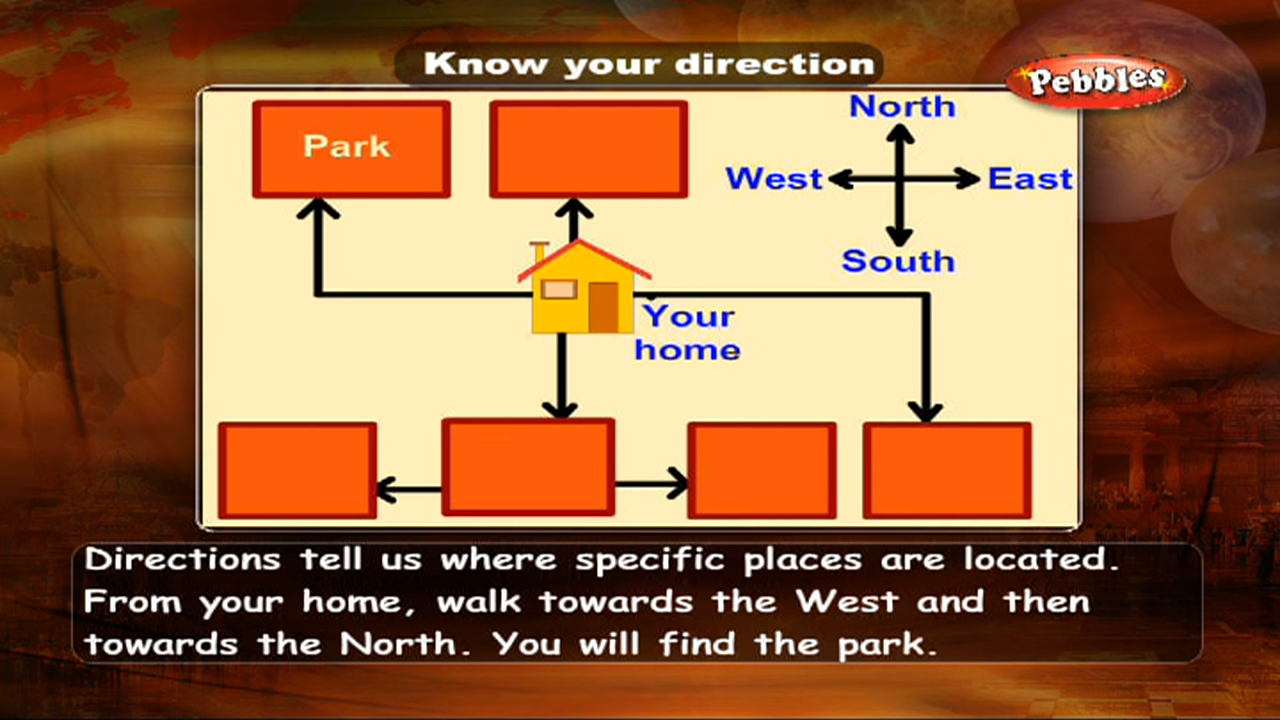 Know your direction
Pebbles
Park
North
West
East
South
Your
home
Directions tell us where specific places are located.
From your home, walk towards the West and then
towards the North. You will find the park.